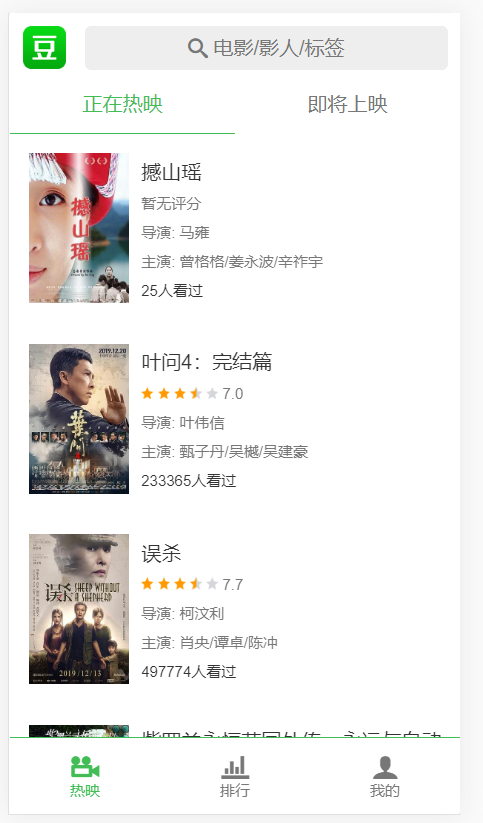 豆
电影/影人/标签
正在热映 即将上映
撼山瑶
撼山瑶
暂无评分
导演: 马雍
主演: 曾格格/姜永波/辛祚宇
25人看过
2019.12.20
葉問
叶问4：完结篇
7.0
导演: 叶伟信
主演: 甄子丹/吴樾/吴建豪
233365人看过
误杀
SHEEP WITHOUT
A SHEPHERD
2019/12/13
误杀
7.7
导演: 柯汶利
主演: 肖央/谭卓/陈冲
497774人看过
热映 排行 我的